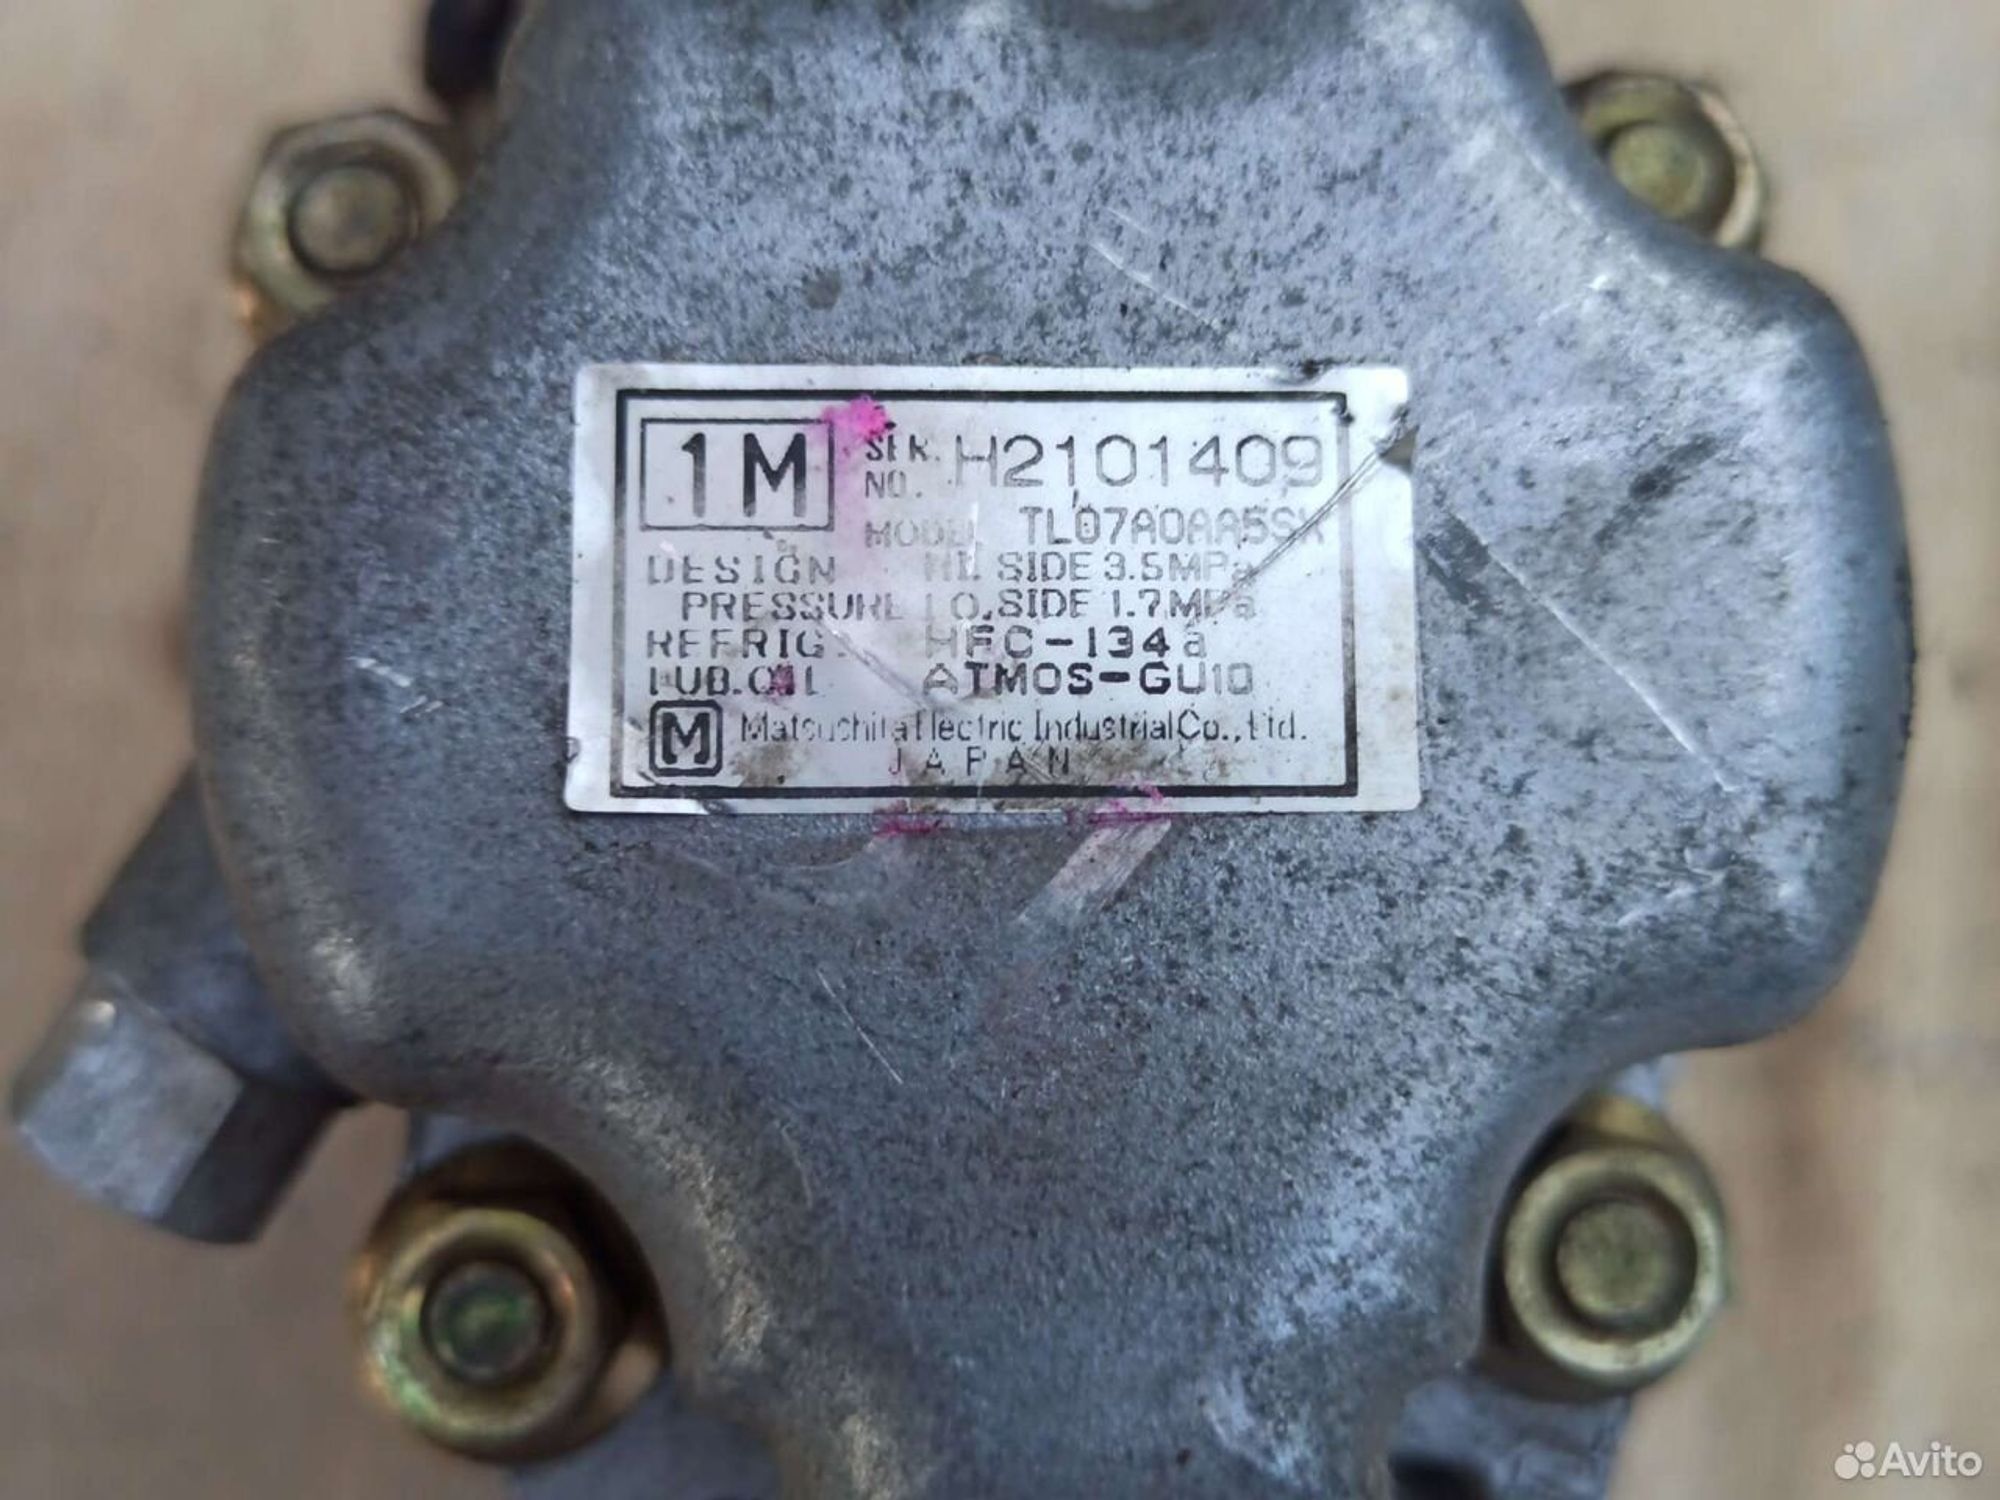 1M
SER. NO. H2101409
MODEL TL07A0AA5SK
DESIGN HI. SIDE 3.5MPa
PRESSURE LO. SIDE 1.7MPa
REFRIG. HFC-134a
LUB.OIL ATMOS-GU10
M Matsushita Electric Industrial Co., Ltd.
JAPAN
Avito